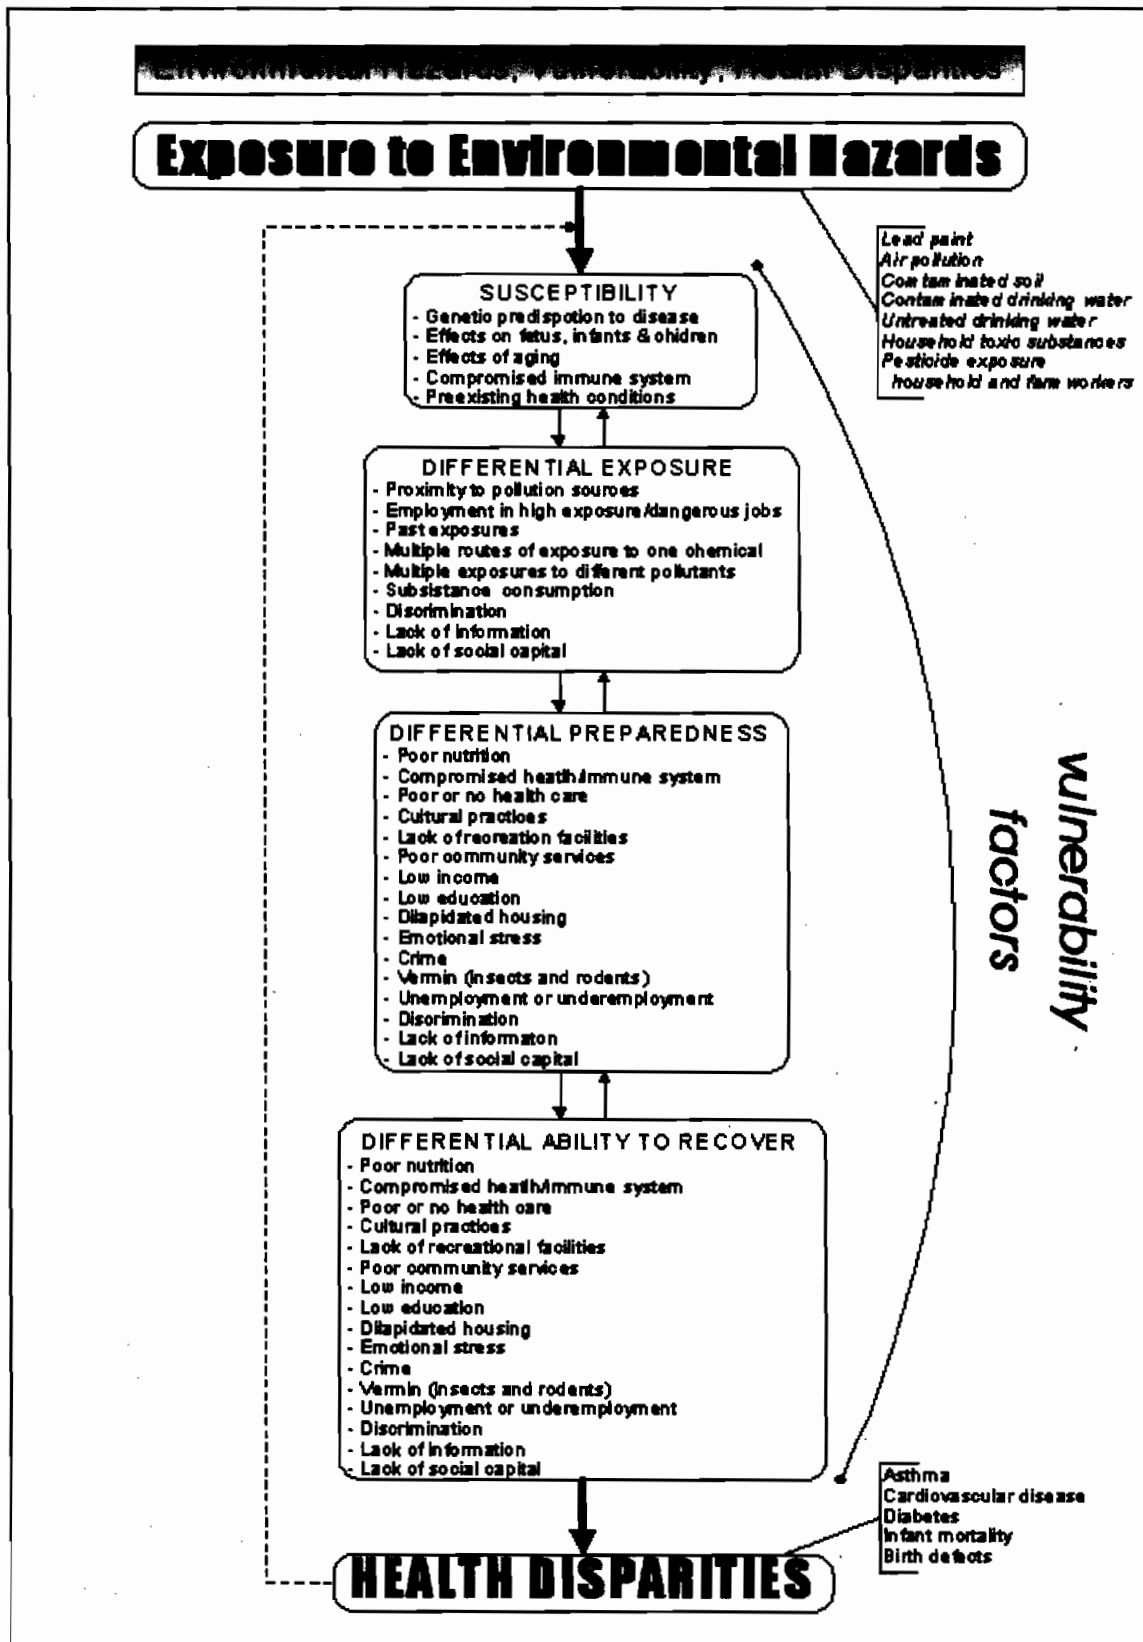 Environmental Hazards, Vulnerability, Health Disparities
Exposure to Environmental Hazards
Lead paint
Air pollution
Contaminated soil
Contaminated drinking water
Untreated drinking water
Household toxic substances
Pesticide exposure
household and farm workers
SUSCEPTIBILITY
- Genetic predispotion to disease
- Effects on fetus, infants & children
- Effects of aging
- Compromised immune system
- Preexisting health conditions
DIFFERENTIAL EXPOSURE
- Proximity to pollution sources
- Employment in high exposure/dangerous jobs
- Past exposures
- Multiple routes of exposure to one chemical
- Multiple exposures to different pollutants
- Subsistance consumption
- Discrimination
- Lack of information
- Lack of social capital
DIFFERENTIAL PREPAREDNESS
- Poor nutrition
- Compromised heatlh/immune system
- Poor or no health care
- Cultural practices
- Lack of recreation facilities
- Poor community services
- Low income
- Low education
- Dilapidated housing
- Emotional stress
- Crime
- Vermin (insects and rodents)
- Unemployment or underemployment
- Discrimination
- Lack of informaton
- Lack of social capital
vulnerability
factors
DIFFERENTIAL ABILITY TO RECOVER
- Poor nutrition
- Compromised heatlh/immune system
- Poor or no health care
- Cultural practices
- Lack of recreational facilities
- Poor community services
- Low income
- Low education
- Dilapidated housing
- Emotional stress
- Crime
- Vermin (insects and rodents)
- Unemployment or underemployment
- Discrimination
- Lack of information
- Lack of social capital
Asthma
Cardiovascular disease
Diabetes
Infant mortality
Birth defects
HEALTH DISPARITIES